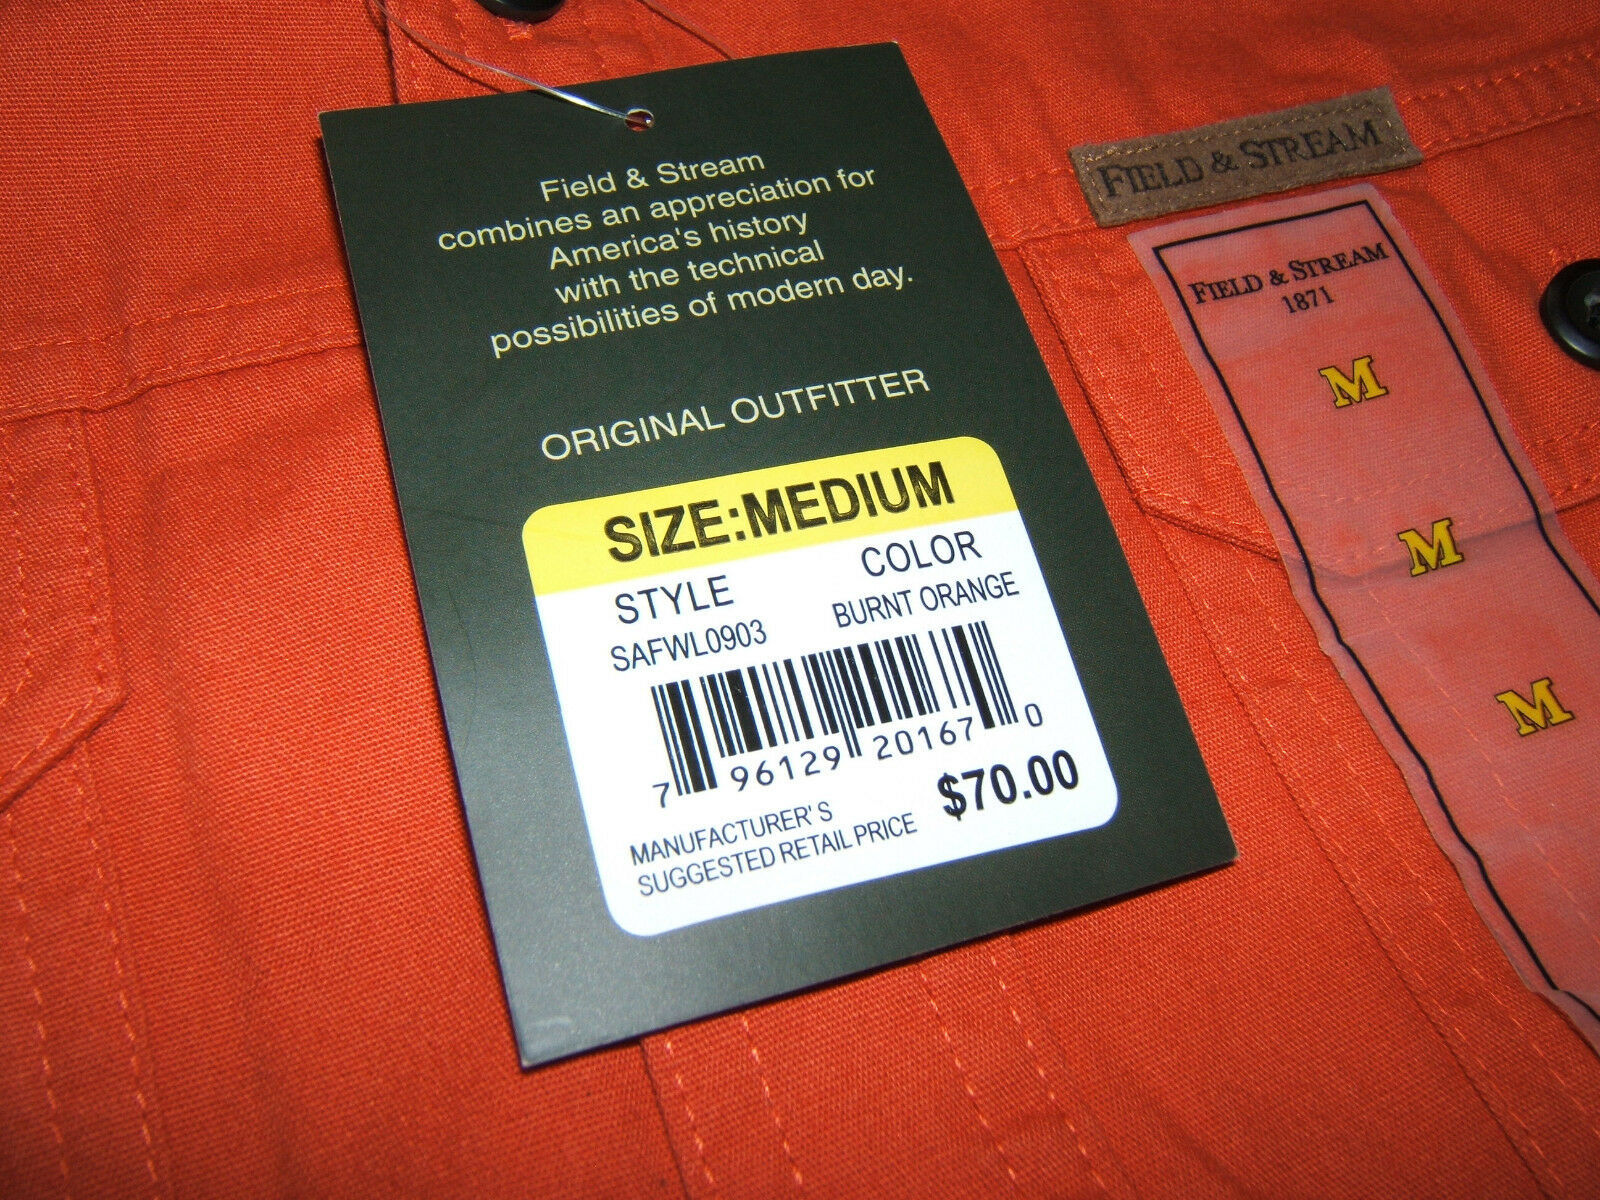 Field & Stream
combines an appreciation for
America's history
with the technical
possibilities of modern day.
ORIGINAL OUTFITTER
SIZE:MEDIUM
STYLE COLOR
SAFWL0903 BURNT ORANGE
7 96129 20167 0
MANUFACTURER'S
SUGGESTED RETAIL PRICE $70.00
FIELD & STREAM
FIELD & STREAM
1871
M
M
M